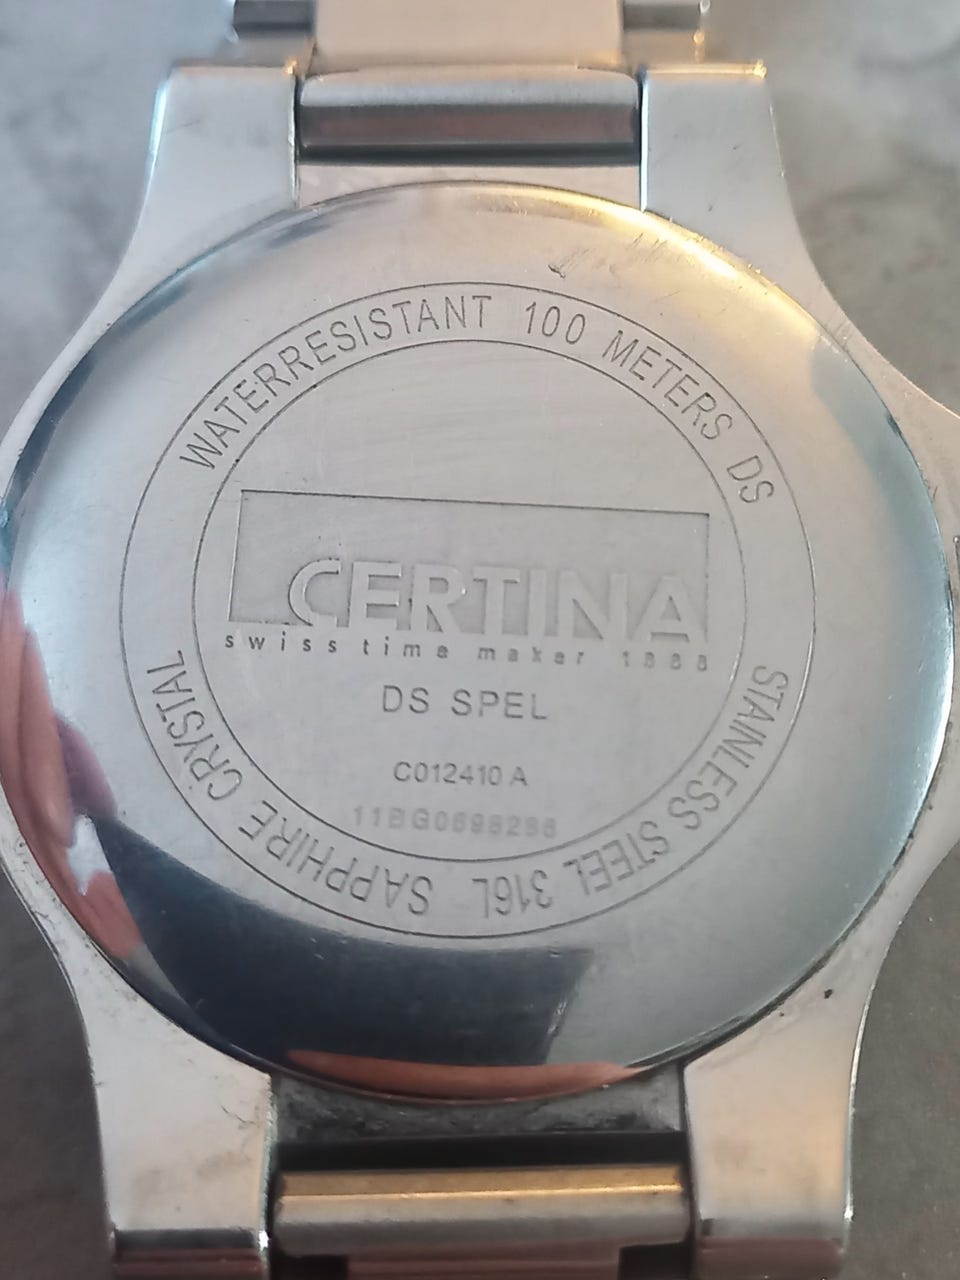 WATERRESISTANT 100 METERS DS
STAINLESS STEEL 316L
SAPPHIRE CRYSTAL
CERTINA
swiss time maker 1888
DS SPEL
C012410 A